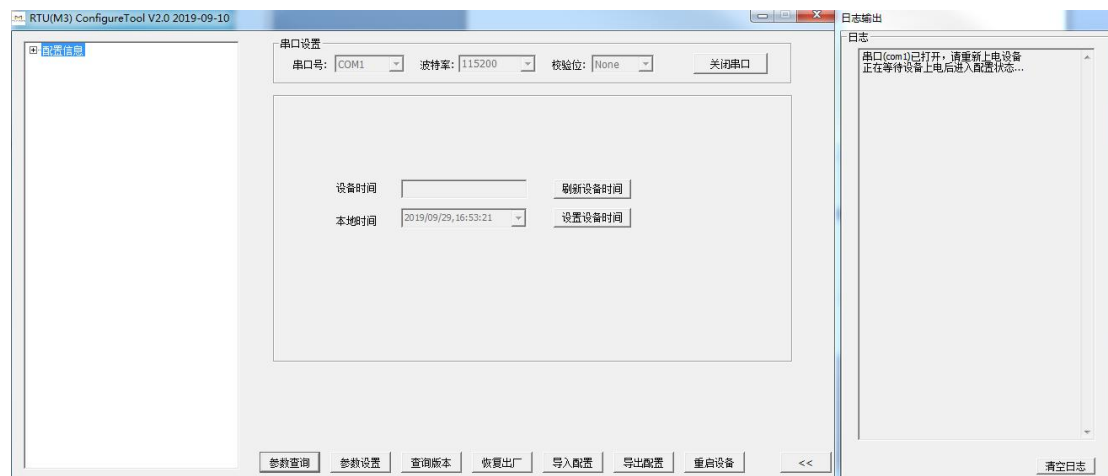 RTU(M3) ConfigureTool V2.0 2019-09-10
配置信息
串口设置
串口号: COM1 波特率: 115200 校验位: None 关闭串口
设备时间 刷新设备时间
本地时间 2019/09/29,16:53:21 设置设备时间
参数查询 参数设置 查询版本 恢复出厂 导入配置 导出配置 重启设备 <<
日志输出
日志
串口(com1)已打开，请重新上电设备
正在等待设备上电后进入配置状态...
清空日志